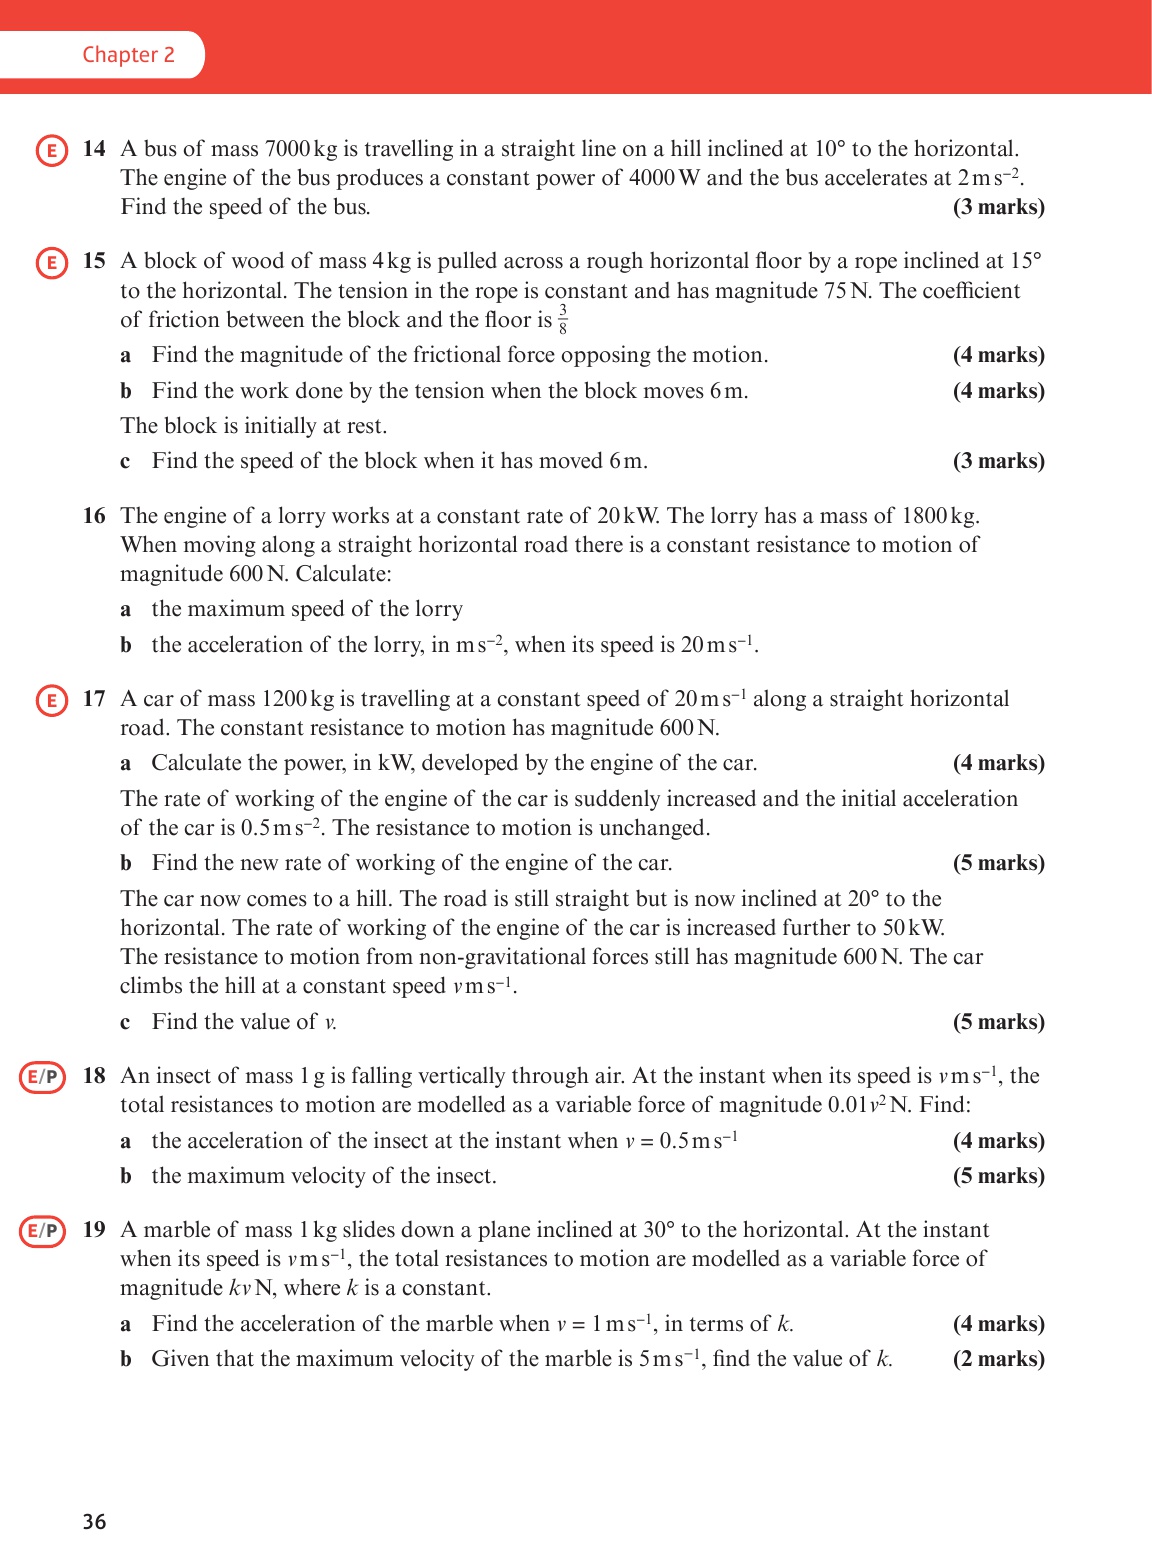 Chapter 2
E 14 A bus of mass 7000 kg is travelling in a straight line on a hill inclined at 10° to the horizontal.
The engine of the bus produces a constant power of 4000 W and the bus accelerates at 2 m s⁻².
Find the speed of the bus. (3 marks)
E 15 A block of wood of mass 4 kg is pulled across a rough horizontal floor by a rope inclined at 15°
to the horizontal. The tension in the rope is constant and has magnitude 75 N. The coefficient
of friction between the block and the floor is 3/8
a Find the magnitude of the frictional force opposing the motion. (4 marks)
b Find the work done by the tension when the block moves 6 m. (4 marks)
The block is initially at rest.
c Find the speed of the block when it has moved 6 m. (3 marks)
16 The engine of a lorry works at a constant rate of 20 kW. The lorry has a mass of 1800 kg.
When moving along a straight horizontal road there is a constant resistance to motion of
magnitude 600 N. Calculate:
a the maximum speed of the lorry
b the acceleration of the lorry, in m s⁻², when its speed is 20 m s⁻¹.
E 17 A car of mass 1200 kg is travelling at a constant speed of 20 m s⁻¹ along a straight horizontal
road. The constant resistance to motion has magnitude 600 N.
a Calculate the power, in kW, developed by the engine of the car. (4 marks)
The rate of working of the engine of the car is suddenly increased and the initial acceleration
of the car is 0.5 m s⁻². The resistance to motion is unchanged.
b Find the new rate of working of the engine of the car. (5 marks)
The car now comes to a hill. The road is still straight but is now inclined at 20° to the
horizontal. The rate of working of the engine of the car is increased further to 50 kW.
The resistance to motion from non-gravitational forces still has magnitude 600 N. The car
climbs the hill at a constant speed v m s⁻¹.
c Find the value of v. (5 marks)
E/P 18 An insect of mass 1 g is falling vertically through air. At the instant when its speed is v m s⁻¹, the
total resistances to motion are modelled as a variable force of magnitude 0.01v² N. Find:
a the acceleration of the insect at the instant when v = 0.5 m s⁻¹ (4 marks)
b the maximum velocity of the insect. (5 marks)
E/P 19 A marble of mass 1 kg slides down a plane inclined at 30° to the horizontal. At the instant
when its speed is v m s⁻¹, the total resistances to motion are modelled as a variable force of
magnitude kv N, where k is a constant.
a Find the acceleration of the marble when v = 1 m s⁻¹, in terms of k. (4 marks)
b Given that the maximum velocity of the marble is 5 m s⁻¹, find the value of k. (2 marks)
36